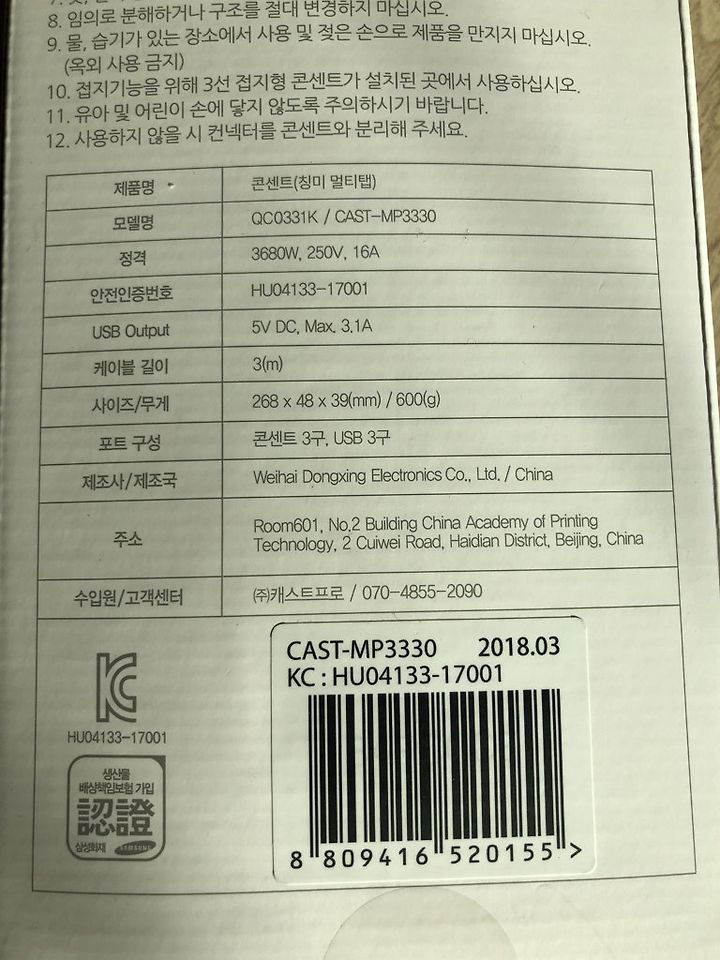 8. 임의로 분해하거나 구조를 절대 변경하지 마십시오.
9. 물, 습기가 있는 장소에서 사용 및 젖은 손으로 제품을 만지지 마십시오.
(옥외 사용 금지)
10. 접지기능을 위해 3선 접지형 콘센트가 설치된 곳에서 사용하십시오.
11. 유아 및 어린이 손에 닿지 않도록 주의하시기 바랍니다.
12. 사용하지 않을 시 컨넥터를 콘센트와 분리해 주세요.
제품명 콘센트(칭미 멀티탭)
모델명 QC0331K / CAST-MP3330
정격 3680W, 250V, 16A
안전인증번호 HU04133-17001
USB Output 5V DC, Max. 3.1A
케이블 길이 3(m)
사이즈/무게 268 x 48 x 39(mm) / 600(g)
포트 구성 콘센트 3구, USB 3구
제조사/제조국 Weihai Dongxing Electronics Co., Ltd. / China
주소 Room601, No.2 Building China Academy of Printing
Technology, 2 Cuiwei Road, Haidian District, Beijing, China
수입원/고객센터 ㈜캐스트프로 / 070-4855-2090
CAST-MP3330 2018.03
KC : HU04133-17001
8 809416 520155 >
KC
HU04133-17001
생산물
배상책임보험 가입
認證
삼성화재 SAMSUNG